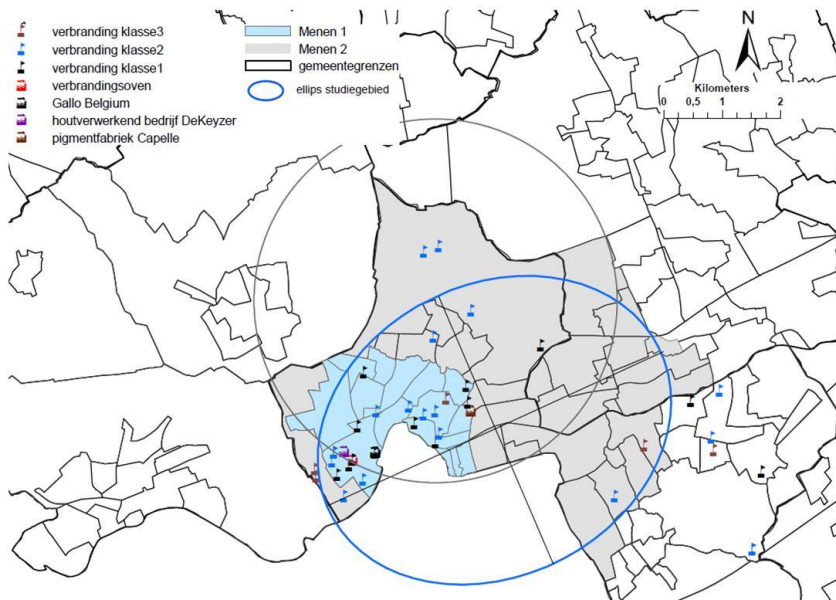 verbranding klasse3
verbranding klasse2
verbranding klasse1
verbrandingsoven
Gallo Belgium
houtverwerkend bedrijf DeKeyzer
pigmentfabriek Capelle
Menen 1
Menen 2
gemeentegrenzen
ellips studiegebied
N
Kilometers
0 0,5 1 2